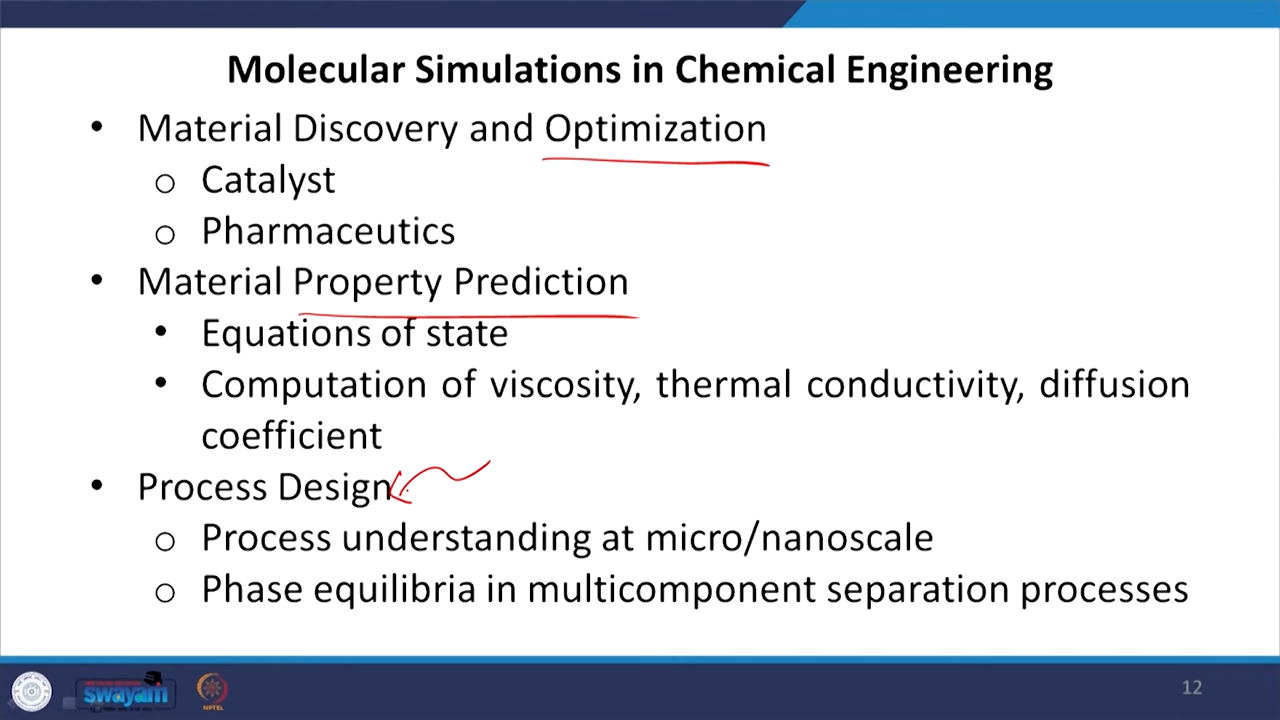 Molecular Simulations in Chemical Engineering
• Material Discovery and Optimization
o Catalyst
o Pharmaceutics
• Material Property Prediction
• Equations of state
• Computation of viscosity, thermal conductivity, diffusion
coefficient
• Process Design
o Process understanding at micro/nanoscale
o Phase equilibria in multicomponent separation processes
swayam
NPTEL
12